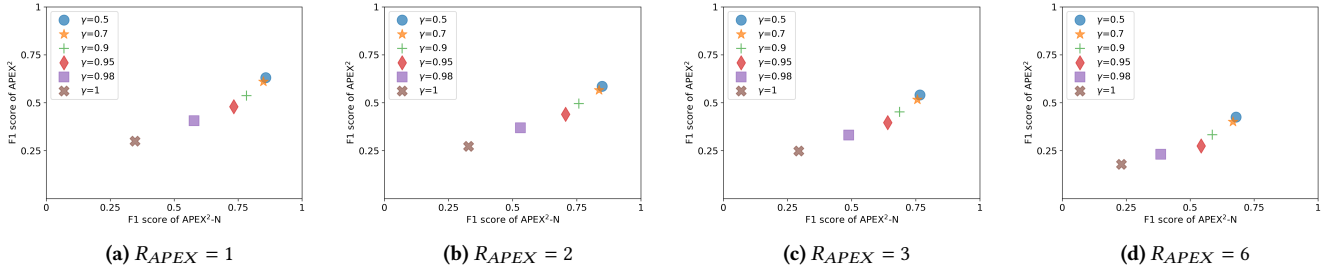 1
0.75
0.5
0.25
F1 score of APEX²
γ=0.5
γ=0.7
γ=0.9
γ=0.95
γ=0.98
γ=1
0 0.25 0.5 0.75 1
F1 score of APEX²-N
(a) R_APEX = 1
1
0.75
0.5
0.25
F1 score of APEX²
γ=0.5
γ=0.7
γ=0.9
γ=0.95
γ=0.98
γ=1
0 0.25 0.5 0.75 1
F1 score of APEX²-N
(b) R_APEX = 2
1
0.75
0.5
0.25
F1 score of APEX²
γ=0.5
γ=0.7
γ=0.9
γ=0.95
γ=0.98
γ=1
0 0.25 0.5 0.75 1
F1 score of APEX²-N
(c) R_APEX = 3
1
0.75
0.5
0.25
F1 score of APEX²
γ=0.5
γ=0.7
γ=0.9
γ=0.95
γ=0.98
γ=1
0 0.25 0.5 0.75 1
F1 score of APEX²-N
(d) R_APEX = 6